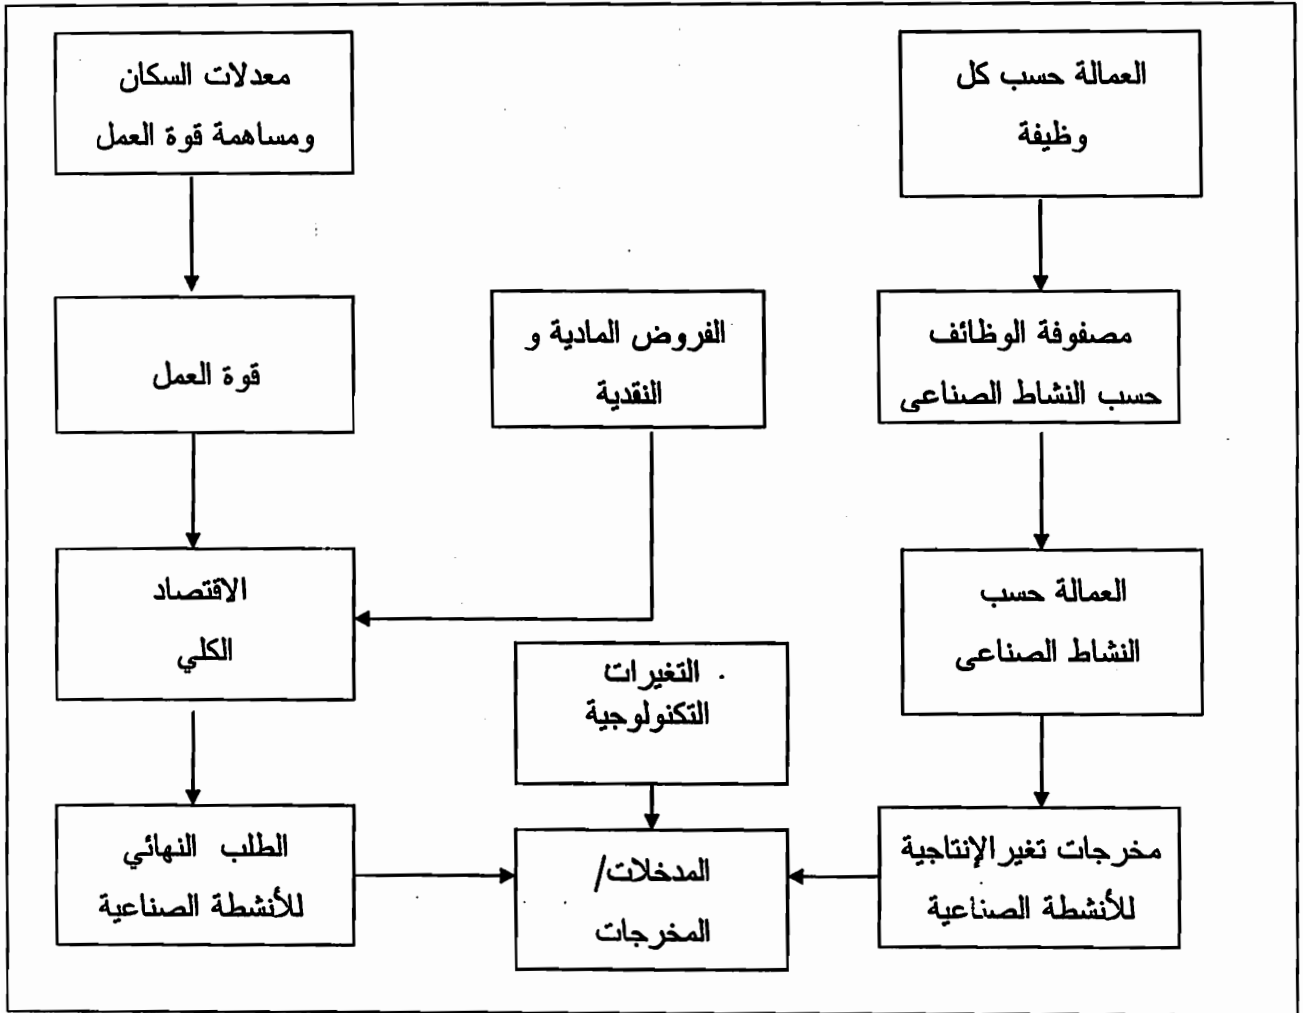 العمالة حسب كل
وظيفة
معدلات السكان
ومساهمة قوة العمل
مصفوفة الوظائف
حسب النشاط الصناعى
الفروض المادية و
النقدية
قوة العمل
العمالة حسب
النشاط الصناعى
الاقتصاد
الكلي
التغيرات
التكنولوجية
مخرجات تغير الإنتاجية
للأنشطة الصناعية
المدخلات/
المخرجات
الطلب النهائي
للأنشطة الصناعية